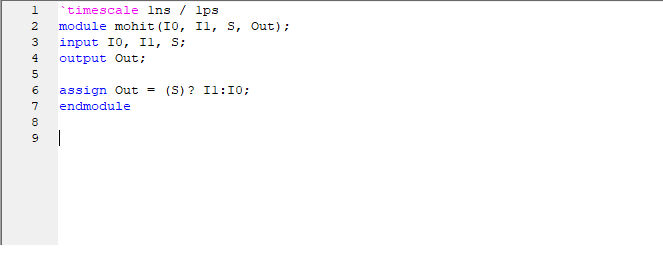 1 `timescale 1ns / 1ps
2 module mohit(I0, I1, S, Out);
3 input I0, I1, S;
4 output Out;
5
6 assign Out = (S)? I1:I0;
7 endmodule
8
9